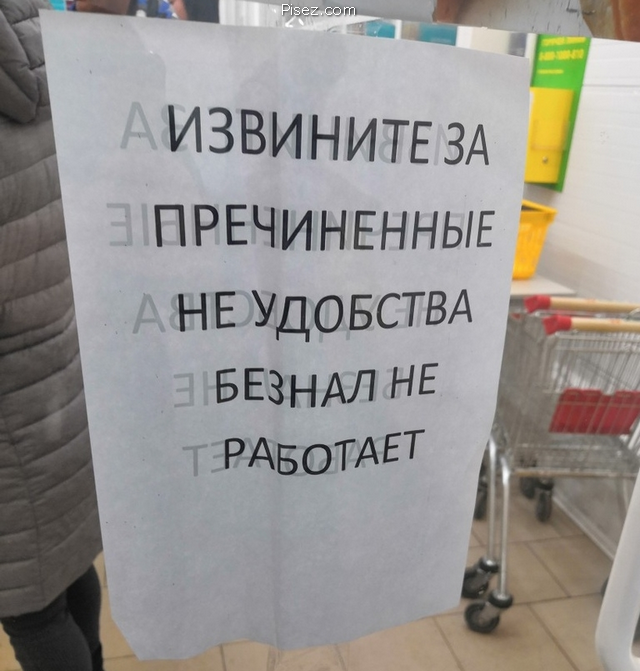 Pisez.com
ИЗВИНИТЕ ЗА
ПРЕЧИНЕННЫЕ
НЕ УДОБСТВА
БЕЗНАЛ НЕ
РАБОТАЕТ